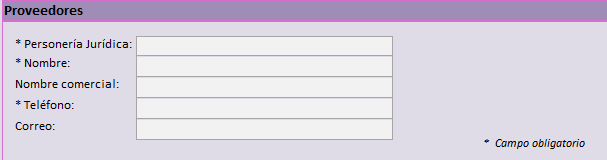 Proveedores
* Personería Jurídica:
* Nombre:
Nombre comercial:
* Teléfono:
Correo:
* Campo obligatorio